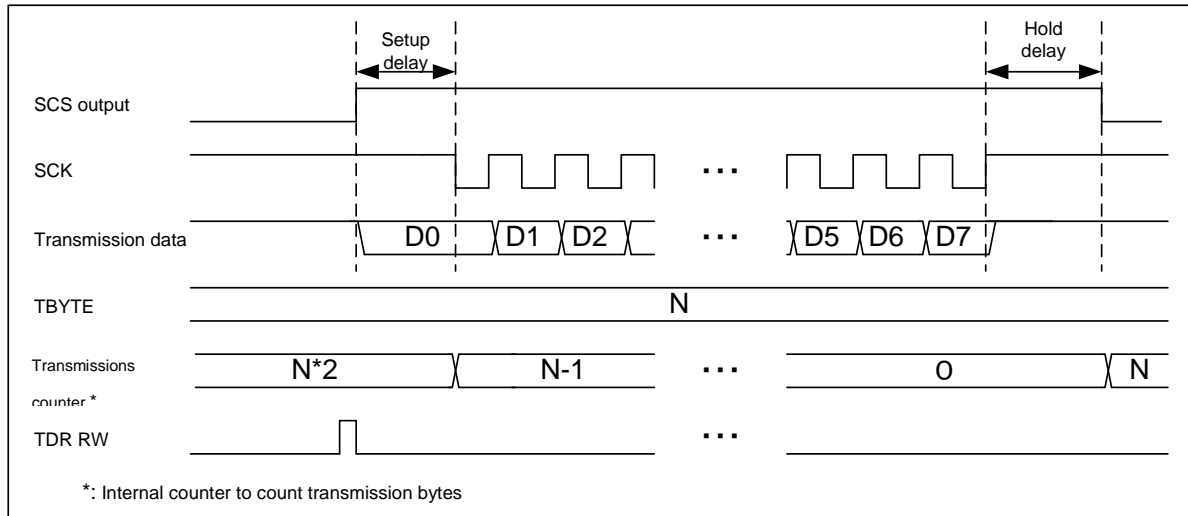 Setup
delay
Hold
delay
SCS output
SCK
...
Transmission data
D0 D1 D2 ... D5 D6 D7
TBYTE
N
Transmissions
counter *
N*2 N-1 ... 0 N
TDR RW
...
*: Internal counter to count transmission bytes